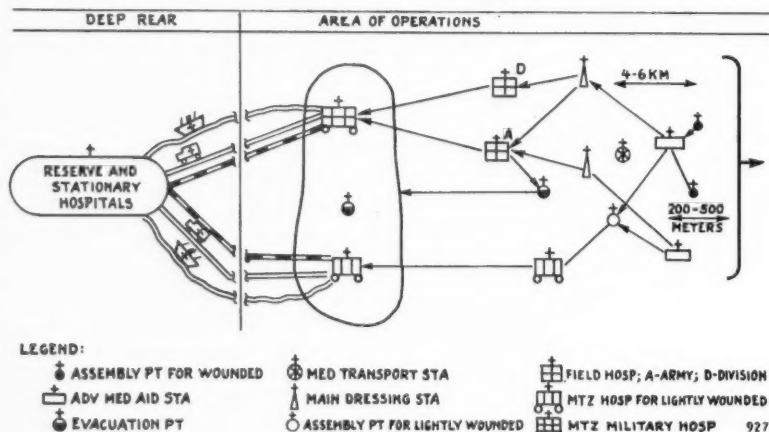 DEEP REAR
AREA OF OPERATIONS
D
4-6 KM
A
RESERVE AND
STATIONARY
HOSPITALS
200-500
METERS
LEGEND:
ASSEMBLY PT FOR WOUNDED
MED TRANSPORT STA
FIELD HOSP; A-ARMY; D-DIVISION
ADV MED AID STA
MAIN DRESSING STA
MTZ HOSP FOR LIGHTLY WOUNDED
EVACUATION PT
ASSEMBLY PT FOR LIGHTLY WOUNDED
MTZ MILITARY HOSP
927